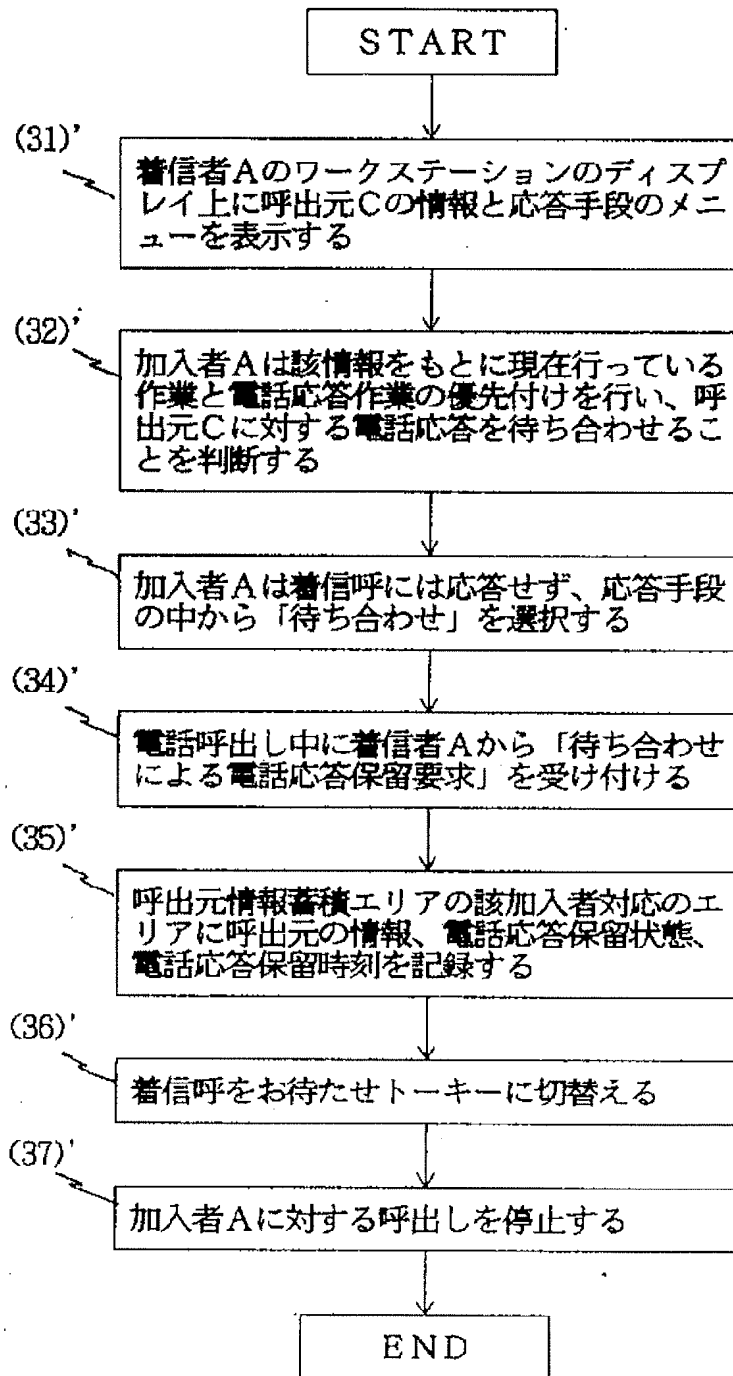 START
(31)'
着信者Aのワークステーションのディスプ
レイ上に呼出元Cの情報と応答手段のメニ
ューを表示する
(32)'
加入者Aは該情報をもとに現在行っている
作業と電話応答作業の優先付けを行い、呼
出元Cに対する電話応答を待ち合わせるこ
とを判断する
(33)'
加入者Aは着信呼には応答せず、応答手段
の中から「待ち合わせ」を選択する
(34)'
電話呼出し中に着信者Aから「待ち合わせ
による電話応答保留要求」を受け付ける
(35)'
呼出元情報蓄積エリアの該加入者対応のエ
リアに呼出元の情報、電話応答保留状態、
電話応答保留時刻を記録する
(36)'
着信呼をお待たせトーキーに切替える
(37)'
加入者Aに対する呼出しを停止する
END